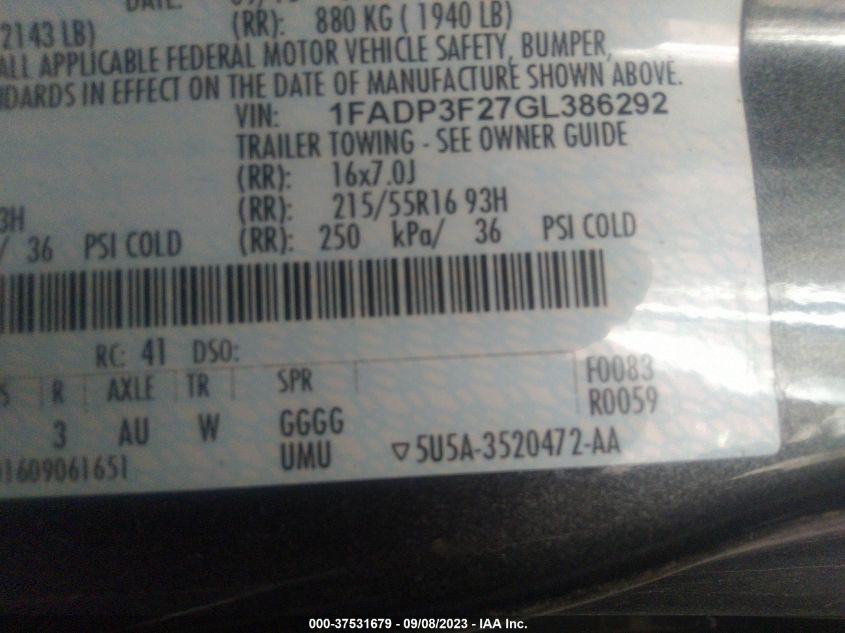 DATE:
(RR): 880 KG ( 1940 LB)
2143 LB)
ALL APPLICABLE FEDERAL MOTOR VEHICLE SAFETY, BUMPER,
IN EFFECT ON THE DATE OF MANUFACTURE SHOWN ABOVE.
VIN: 1FADP3F27GL386292
TRAILER TOWING - SEE OWNER GUIDE
(RR): 16x7.0J
3H (RR): 215/55R16 93H
/ 36 PSI COLD (RR): 250 kPa/ 36 PSI COLD
RC: 41 DSO:
S R AXLE TR SPR F0083
R0059
3 AU W GGGG
UMU ▽5U5A-3520472-AA
01609061651
000-37531679 - 09/08/2023 - IAA Inc.